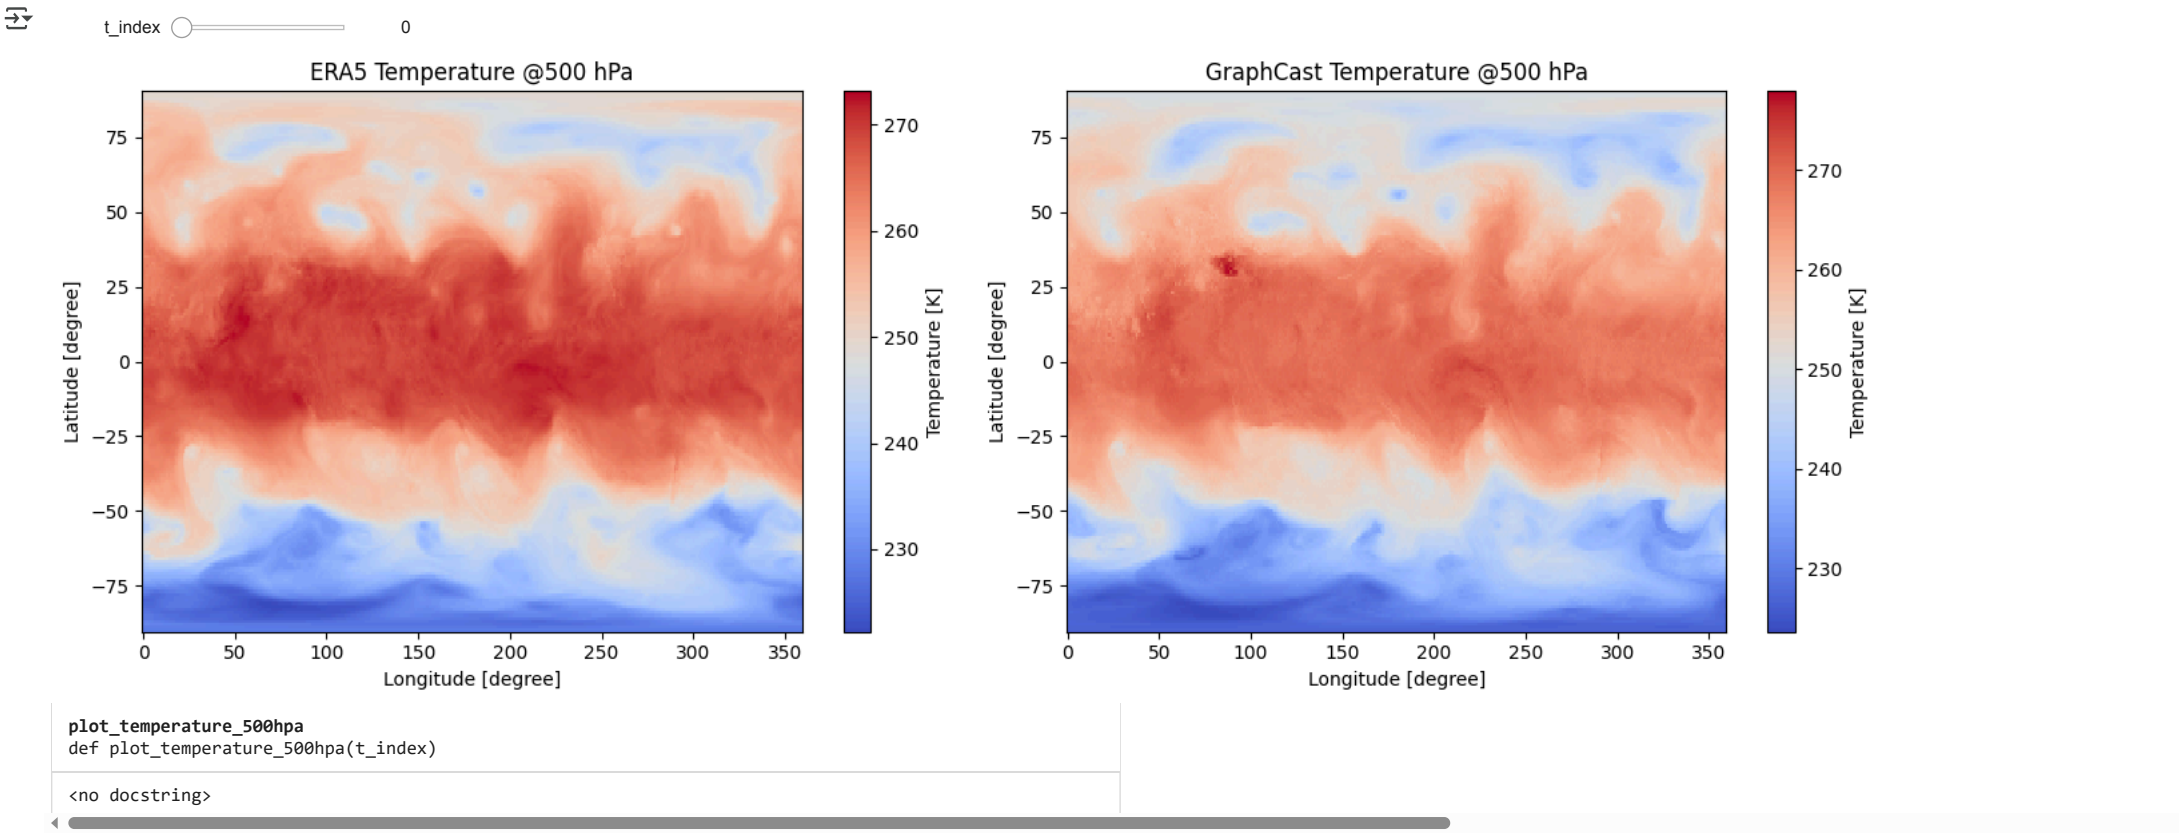 t_index 0
ERA5 Temperature @500 hPa
75
50
25
0
−25
−50
−75
Latitude [degree]
0 50 100 150 200 250 300 350
Longitude [degree]
270
260
250
240
230
Temperature [K]
GraphCast Temperature @500 hPa
75
50
25
0
−25
−50
−75
Latitude [degree]
0 50 100 150 200 250 300 350
Longitude [degree]
270
260
250
240
230
Temperature [K]
plot_temperature_500hpa
def plot_temperature_500hpa(t_index)
<no docstring>